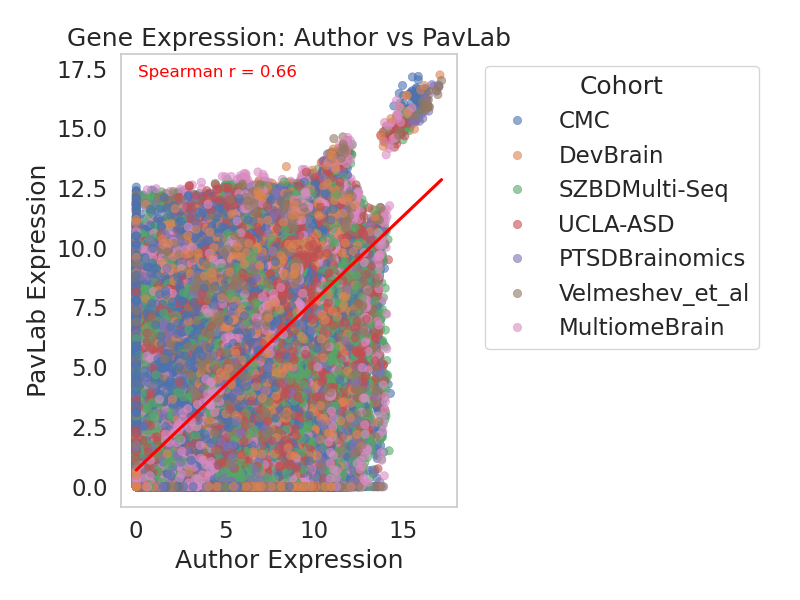 Gene Expression: Author vs PavLab
Spearman r = 0.66
17.5
15.0
12.5
10.0
7.5
5.0
2.5
0.0
PavLab Expression
0 5 10 15
Author Expression
Cohort
CMC
DevBrain
SZBDMulti-Seq
UCLA-ASD
PTSDBrainomics
Velmeshev_et_al
MultiomeBrain